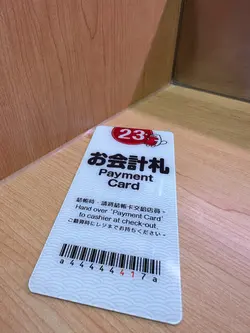 23
お会計札
Payment
Card
結帳時,請將結帳卡交給店員。
Hand over "Payment Card"
to cashier at check-out.
ご精算時にレジまでお持ちください。
a44444417a